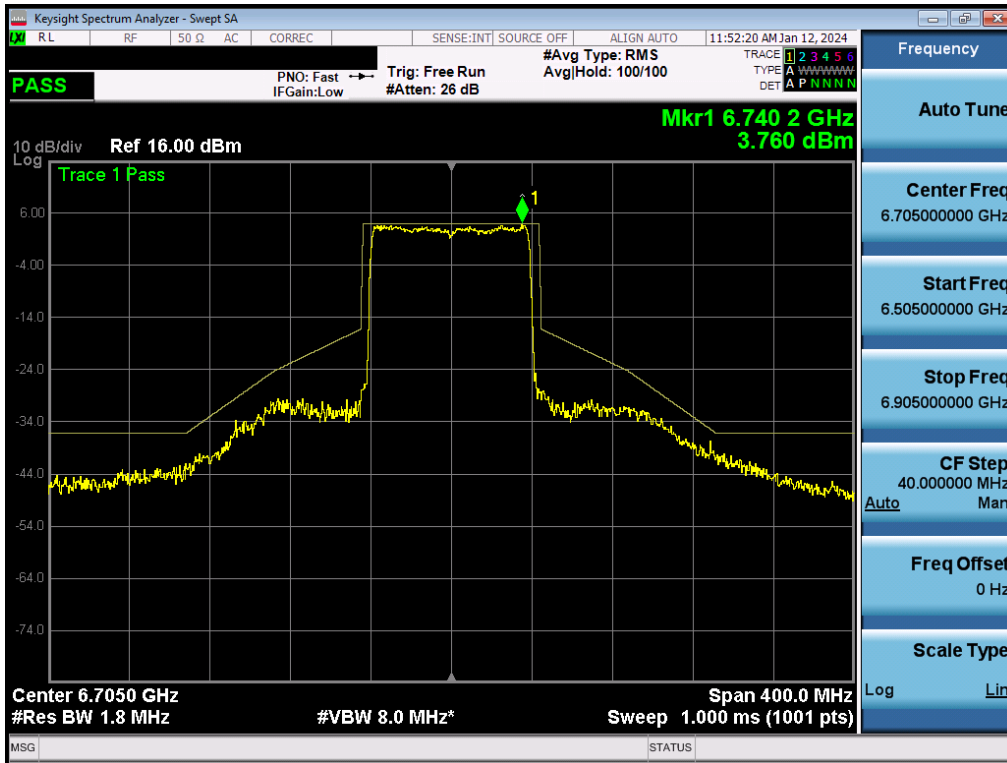 Keysight Spectrum Analyzer - Swept SA
LXI RL RF 50 Ω AC CORREC SENSE:INT SOURCE OFF ALIGN AUTO 11:52:20 AM Jan 12, 2024
PASS
PNO: Fast
IFGain:Low
Trig: Free Run
#Atten: 26 dB
#Avg Type: RMS
Avg|Hold: 100/100
TRACE 1 2 3 4 5 6
TYPE A WWWWW
DET A P N N N N
Mkr1 6.740 2 GHz
3.760 dBm
10 dB/div Ref 16.00 dBm
Log
Trace 1 Pass
1
6.00
-4.00
-14.0
-24.0
-34.0
-44.0
-54.0
-64.0
-74.0
Center 6.7050 GHz Span 400.0 MHz
#Res BW 1.8 MHz #VBW 8.0 MHz* Sweep 1.000 ms (1001 pts)
MSG STATUS
Frequency
Auto Tune
Center Freq
6.705000000 GHz
Start Freq
6.505000000 GHz
Stop Freq
6.905000000 GHz
CF Step
40.000000 MHz
Auto Man
Freq Offset
0 Hz
Scale Type
Log Lin